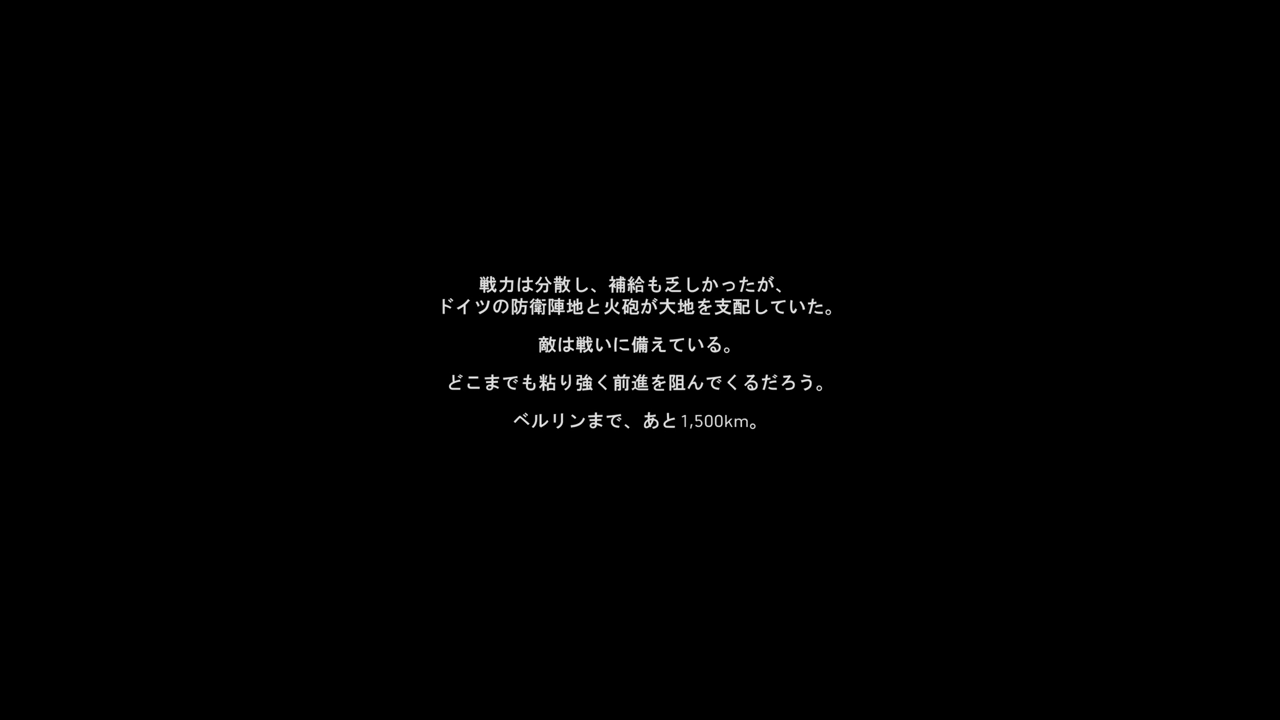 戦力は分散し、補給も乏しかったが、
ドイツの防衛陣地と火砲が大地を支配していた。
敵は戦いに備えている。
どこまでも粘り強く前進を阻んでくるだろう。
ベルリンまで、あと1,500km。